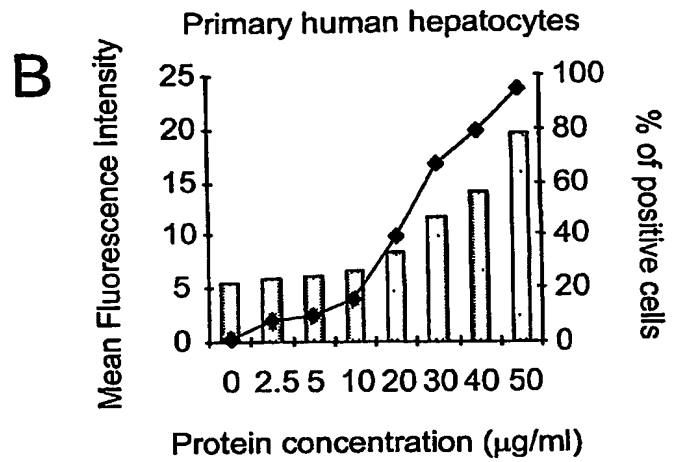 Primary human hepatocytes
B
Mean Fluorescence Intensity
25
20
15
10
5
0
100
80
60
40
20
0
% of positive cells
0 2.5 5 10 20 30 40 50
Protein concentration (µg/ml)